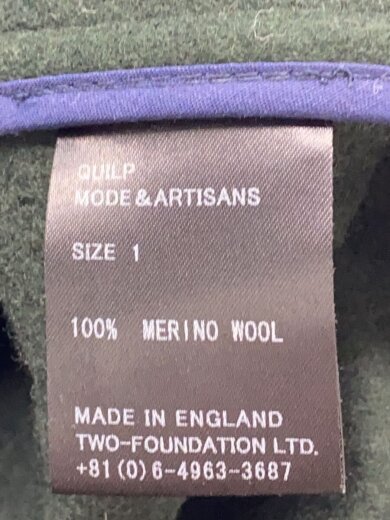 QUILP
MODE&ARTISANS
SIZE 1
100% MERINO WOOL
MADE IN ENGLAND
TWO-FOUNDATION LTD.
+81(0)6-4963-3687